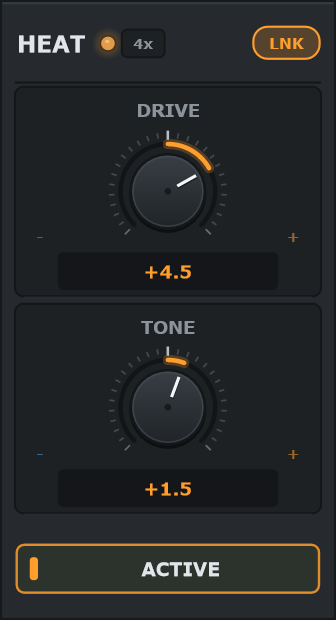 HEAT 4x LNK
DRIVE
- +
+4.5
TONE
- +
+1.5
ACTIVE